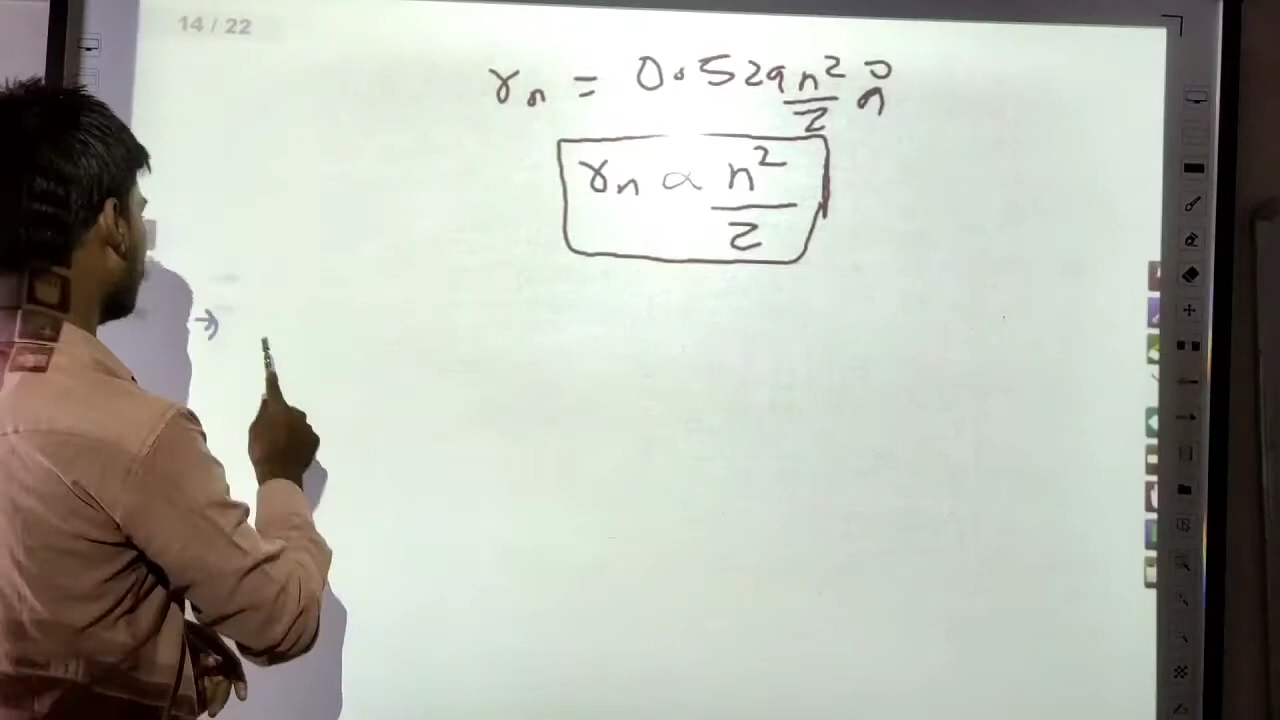 14 / 22
rₙ = 0.529 n²/z Å
rₙ ∝ n²/z
→